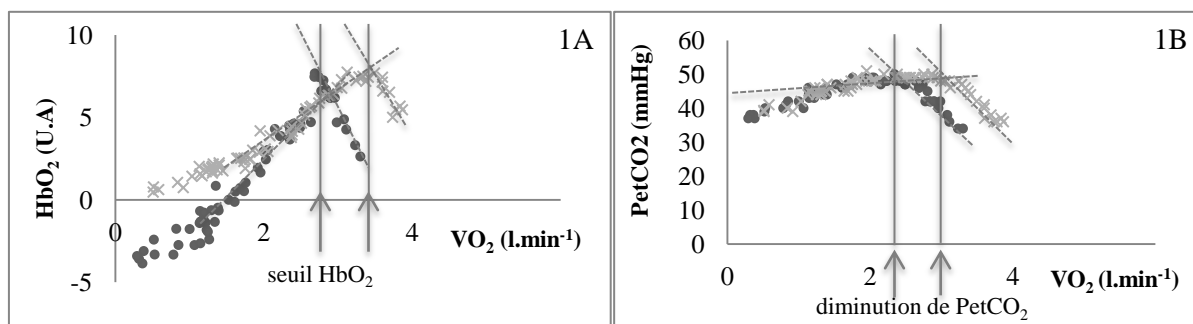 1A
HbO₂ (U.A)
10
5
0
-5
0
2
4
VO₂ (l.min⁻¹)
seuil HbO₂
1B
PetCO2 (mmHg)
60
50
40
30
20
10
0
0
2
4
VO₂ (l.min⁻¹)
diminution de PetCO₂